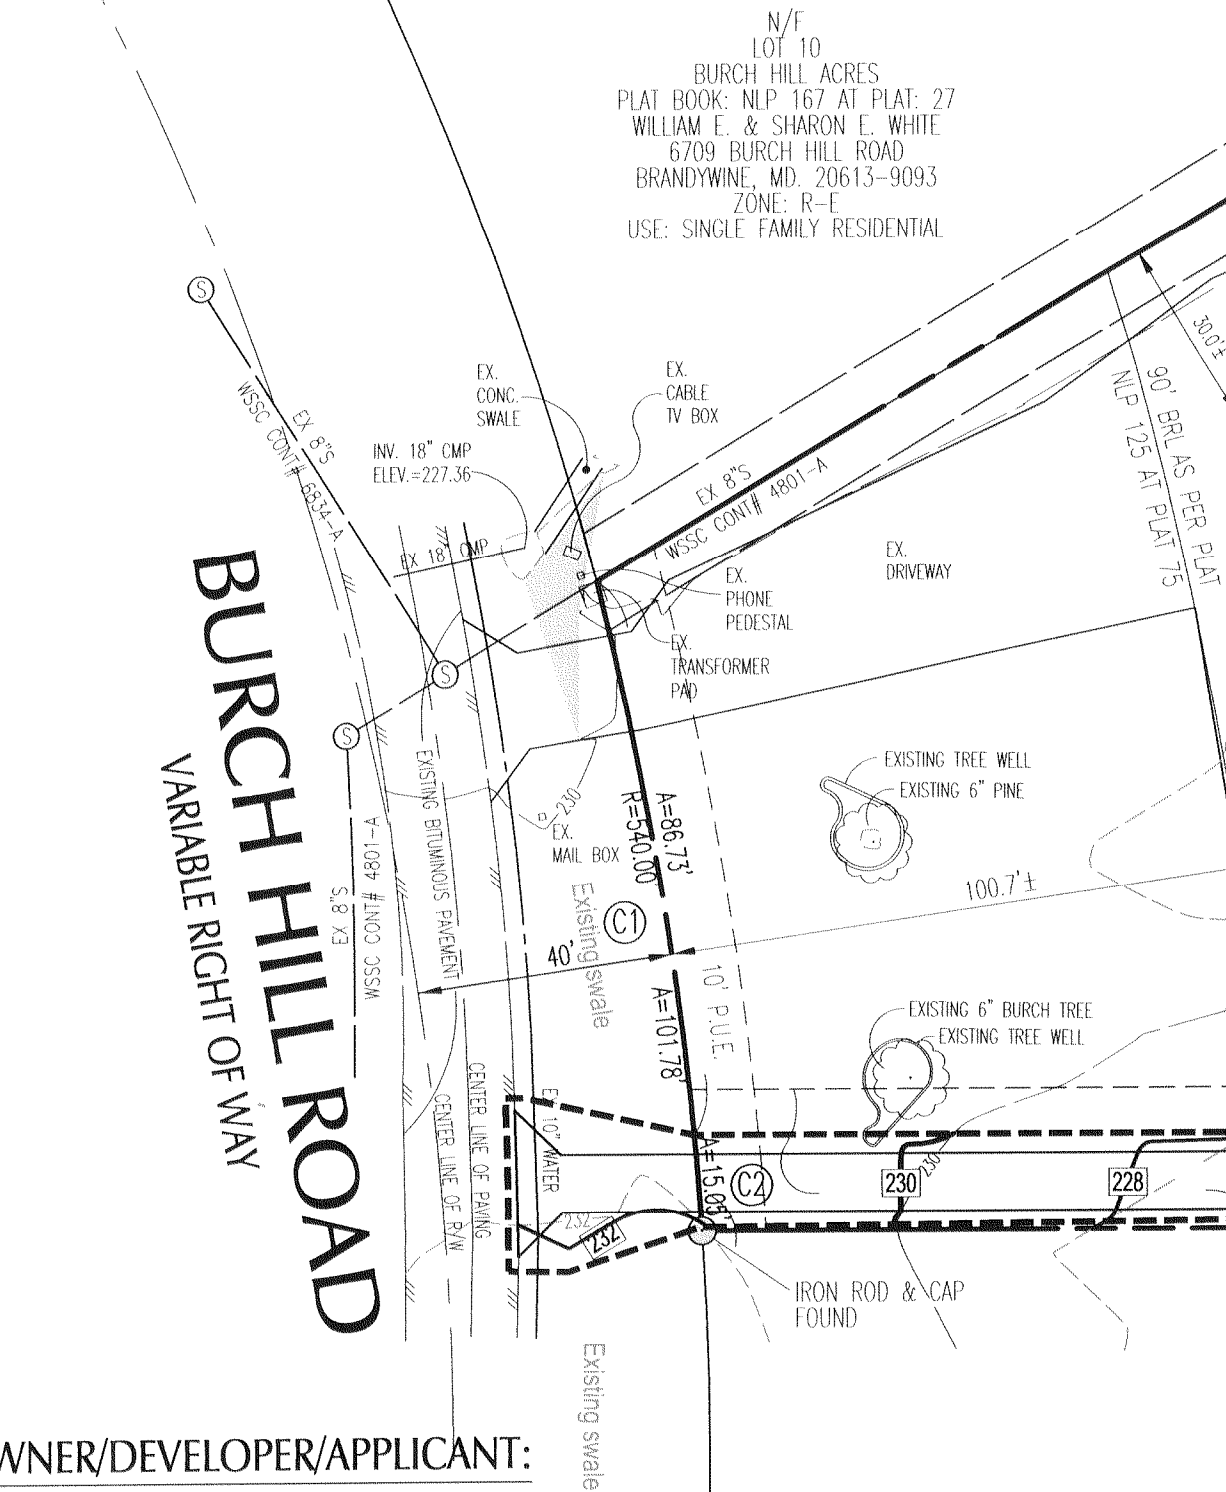 N/F
LOT 10
BURCH HILL ACRES
PLAT BOOK: NLP 167 AT PLAT: 27
WILLIAM E. & SHARON E. WHITE
6709 BURCH HILL ROAD
BRANDYWINE, MD. 20613-9093
ZONE: R-E
USE: SINGLE FAMILY RESIDENTIAL
30.0'±
90' BRL AS PER PLAT
NLP 125 AT PLAT 75
S
EX 8"S
WSSC CONT# 6834-A
EX.
CONC.
SWALE
EX.
CABLE
TV BOX
INV. 18" CMP
ELEV.=227.36
EX 18" CMP
EX 8"S
WSSC CONT# 4801-A
EX.
DRIVEWAY
EX.
PHONE
PEDESTAL
EX.
TRANSFORMER
PAD
S
S
BURCH HILL ROAD
VARIABLE RIGHT OF WAY
EX 8"S
WSSC CONT# 4801-A
EXISTING BITUMINOUS PAVEMENT
230
EX.
MAIL BOX
A=86.73'
R=540.00
EXISTING TREE WELL
EXISTING 6" PINE
100.7'±
C1
40'
Existing swale
10' P.U.E.
A=101.78'
EXISTING 6" BURCH TREE
EXISTING TREE WELL
CENTER LINE OF PAVING
CENTER LINE OF R/W
EX 10" WATER
A=15.05'
C2
230
230
228
232
232
IRON ROD & CAP
FOUND
Existing swale
WNER/DEVELOPER/APPLICANT: